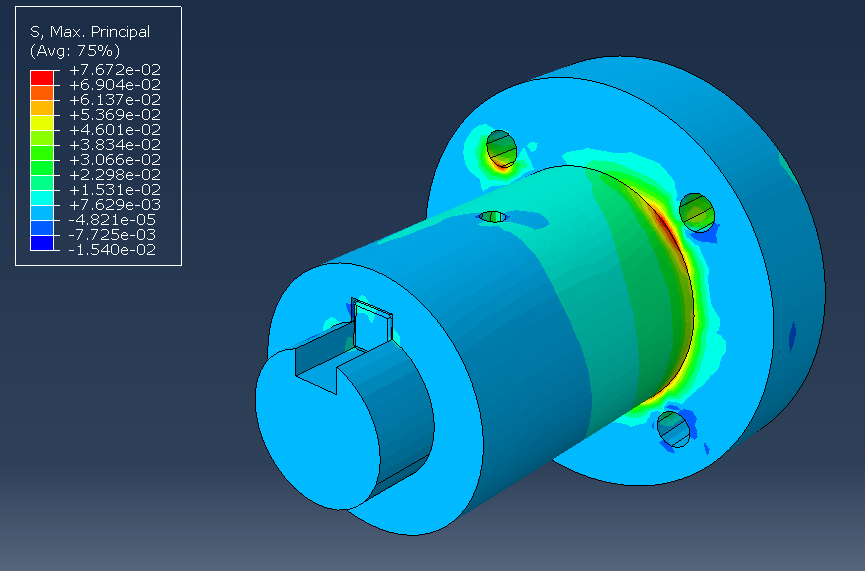 S, Max. Principal
(Avg: 75%)
+7.672e-02
+6.904e-02
+6.137e-02
+5.369e-02
+4.601e-02
+3.834e-02
+3.066e-02
+2.298e-02
+1.531e-02
+7.629e-03
-4.821e-05
-7.725e-03
-1.540e-02